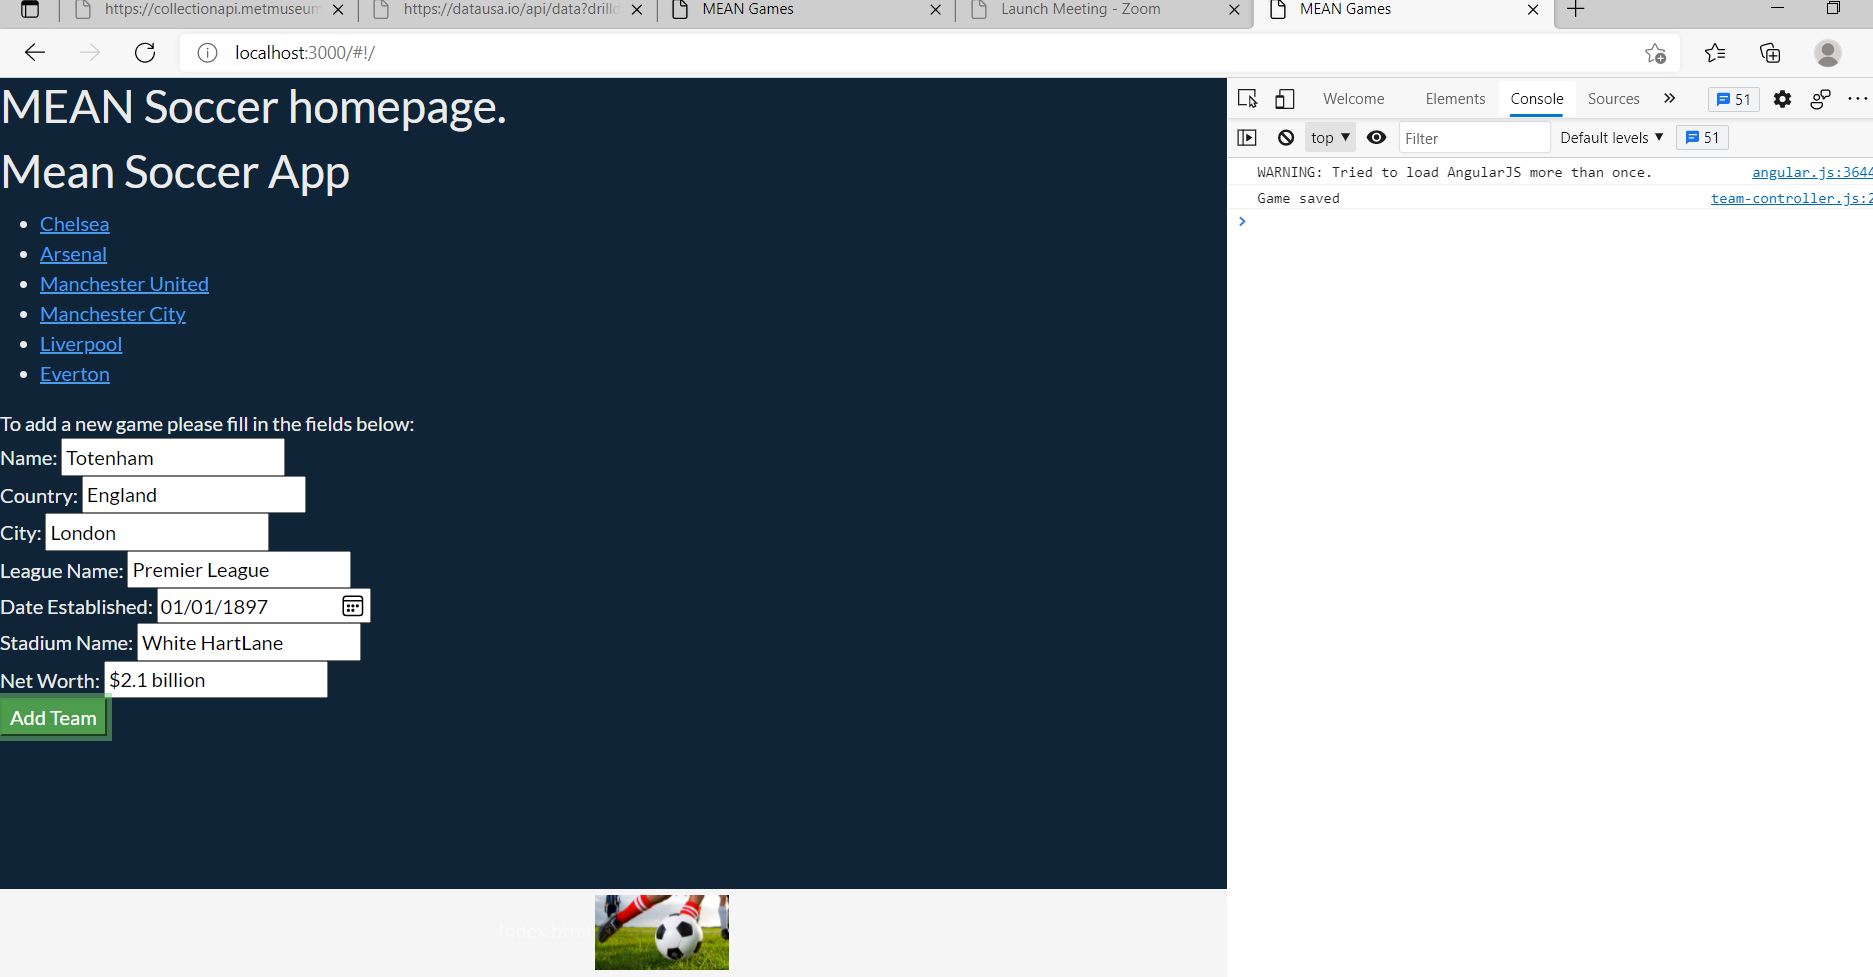 https://collectionapi.metmuseum
https://datausa.io/api/data?drilld
MEAN Games
Launch Meeting - Zoom
MEAN Games
localhost:3000/#!/
MEAN Soccer homepage.
Mean Soccer App
Chelsea
Arsenal
Manchester United
Manchester City
Liverpool
Everton
To add a new game please fill in the fields below:
Name: Totenham
Country: England
City: London
League Name: Premier League
Date Established: 01/01/1897
Stadium Name: White HartLane
Net Worth: $2.1 billion
Add Team
Welcome Elements Console Sources 51
top Filter Default levels 51
WARNING: Tried to load AngularJS more than once. angular.js:3644
Game saved team-controller.js:2